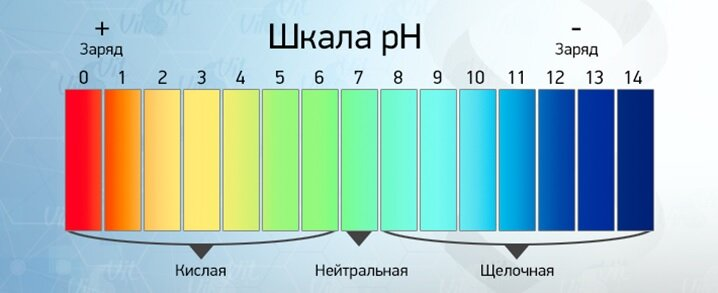 + Шкала pH -
Заряд Заряд
0 1 2 3 4 5 6 7 8 9 10 11 12 13 14
Кислая Нейтральная Щелочная